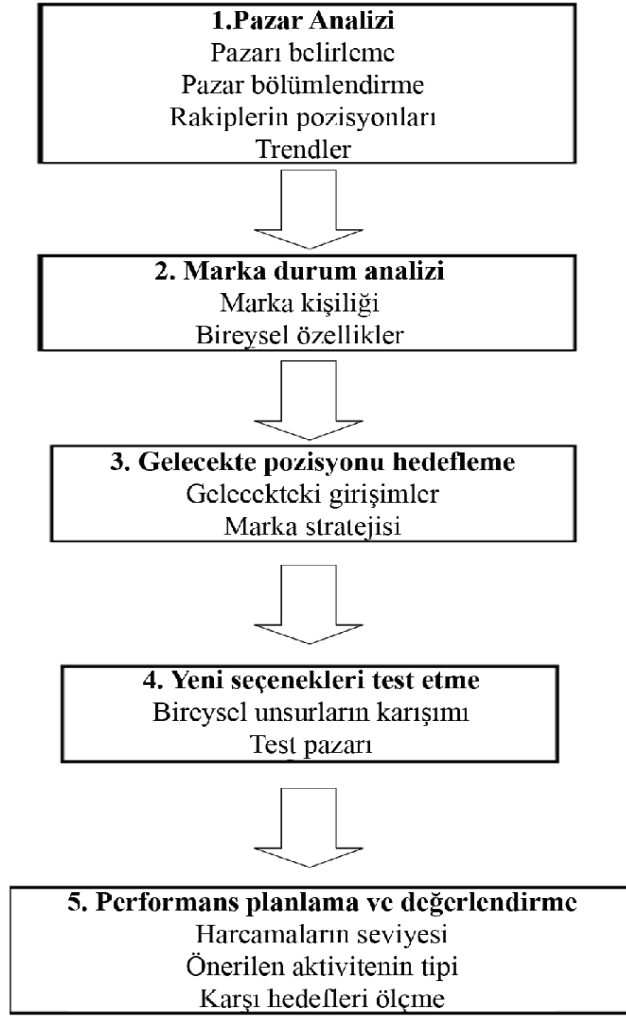 1.Pazar Analizi
Pazarı belirleme
Pazar bölümlendirme
Rakiplerin pozisyonları
Trendler
2. Marka durum analizi
Marka kişiliği
Bireysel özellikler
3. Gelecekte pozisyonu hedefleme
Gelecekteki girişimler
Marka stratejisi
4. Yeni seçenekleri test etme
Bireysel unsurların karışımı
Test pazarı
5. Performans planlama ve değerlendirme
Harcamaların seviyesi
Önerilen aktivitenin tipi
Karşı hedefleri ölçme